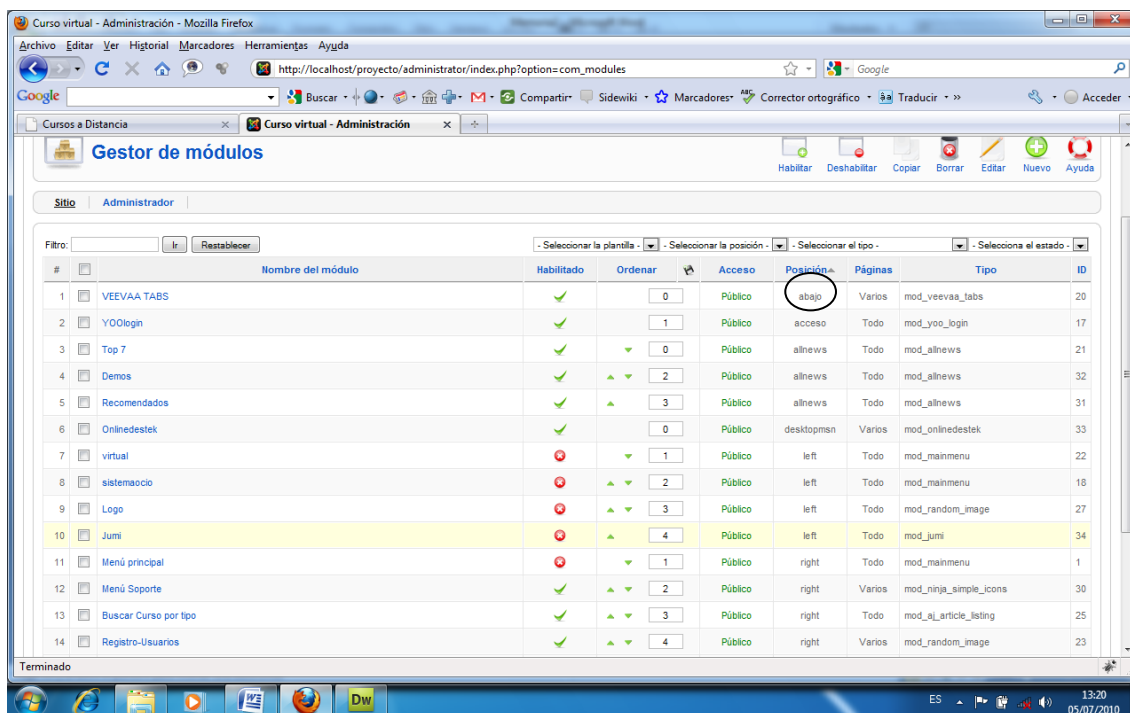 Curso virtual - Administración - Mozilla Firefox
Archivo Editar Ver Historial Marcadores Herramientas Ayuda
http://localhost/proyecto/administrator/index.php?option=com_modules Google
Google Buscar Compartir Sidewiki Marcadores Corrector ortográfico Traducir » Acceder
Cursos a Distancia Curso virtual - Administración
Gestor de módulos
Habilitar Deshabilitar Copiar Borrar Editar Nuevo Ayuda
Sitio Administrador
Filtro: Ir Restablecer - Seleccionar la plantilla - - Seleccionar la posición - - Seleccionar el tipo - - Selecciona el estado -
# Nombre del módulo Habilitado Ordenar Acceso Posición Páginas Tipo ID
1 VEEVAA TABS 0 Público abajo Varios mod_veevaa_tabs 20
2 YOOlogin 1 Público acceso Todo mod_yoo_login 17
3 Top 7 0 Público allnews Todo mod_allnews 21
4 Demos 2 Público allnews Todo mod_allnews 32
5 Recomendados 3 Público allnews Todo mod_allnews 31
6 Onlinedestek 0 Público desktopmsn Varios mod_onlinedestek 33
7 virtual 1 Público left Todo mod_mainmenu 22
8 sistemaocio 2 Público left Todo mod_mainmenu 18
9 Logo 3 Público left Todo mod_random_image 27
10 Jumi 4 Público left Todo mod_jumi 34
11 Menú principal 1 Público right Todo mod_mainmenu 1
12 Menú Soporte 2 Público right Varios mod_ninja_simple_icons 30
13 Buscar Curso por tipo 3 Público right Todo mod_aj_article_listing 25
14 Registro-Usuarios 4 Público right Varios mod_random_image 23
Terminado
Dw ES 13:20
05/07/2010